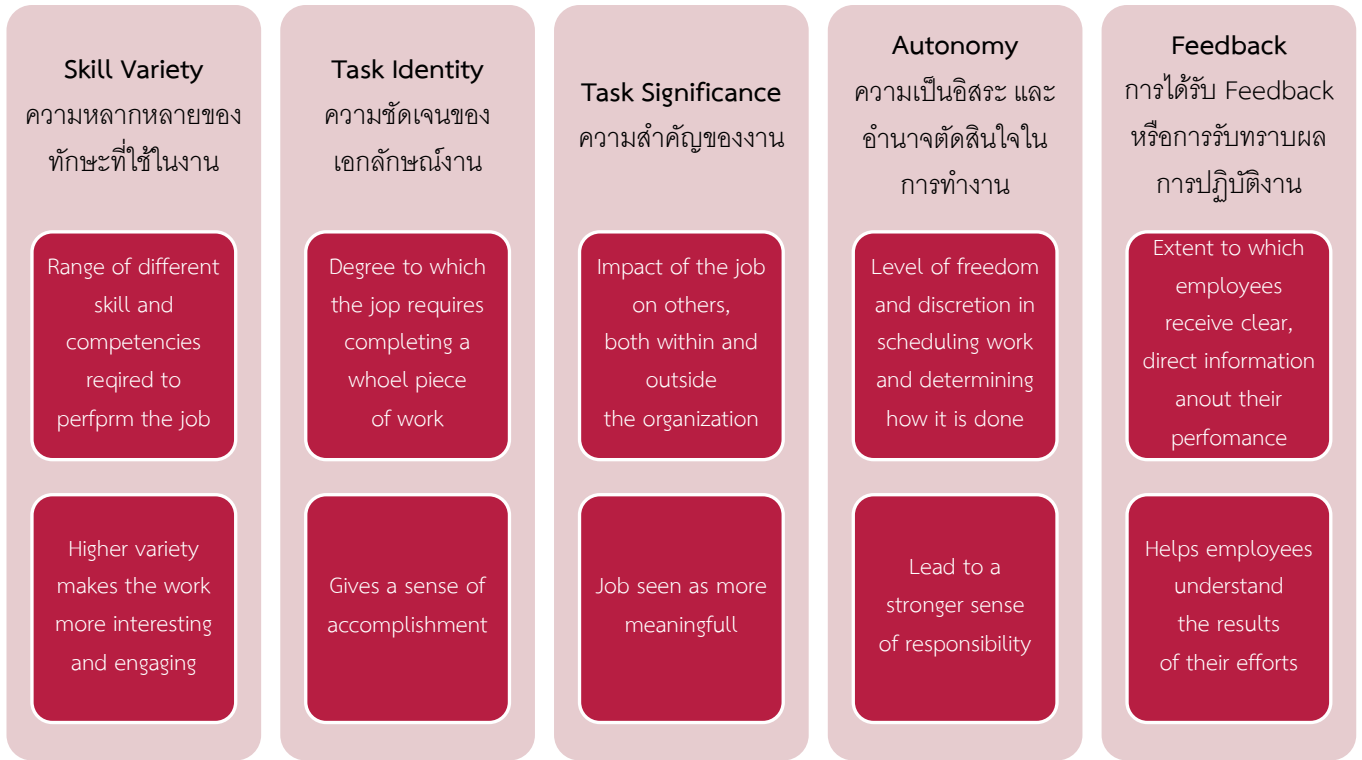 Skill Variety
ความหลากหลายของ
ทักษะที่ใช้ในงาน
Range of different
skill and
competencies
reqired to
perfprm the job
Higher variety
makes the work
more interesting
and engaging
Task Identity
ความชัดเจนของ
เอกลักษณ์งาน
Degree to which
the jop requires
completing a
whoel piece
of work
Gives a sense of
accomplishment
Task Significance
ความสำคัญของงาน
Impact of the job
on others,
both within and
outside
the organization
Job seen as more
meaningfull
Autonomy
ความเป็นอิสระ และ
อำนาจตัดสินใจใน
การทำงาน
Level of freedom
and discretion in
scheduling work
and determining
how it is done
Lead to a
stronger sense
of responsibility
Feedback
การได้รับ Feedback
หรือการรับทราบผล
การปฏิบัติงาน
Extent to which
employees
receive clear,
direct information
anout their
perfomance
Helps employees
understand
the results
of their efforts